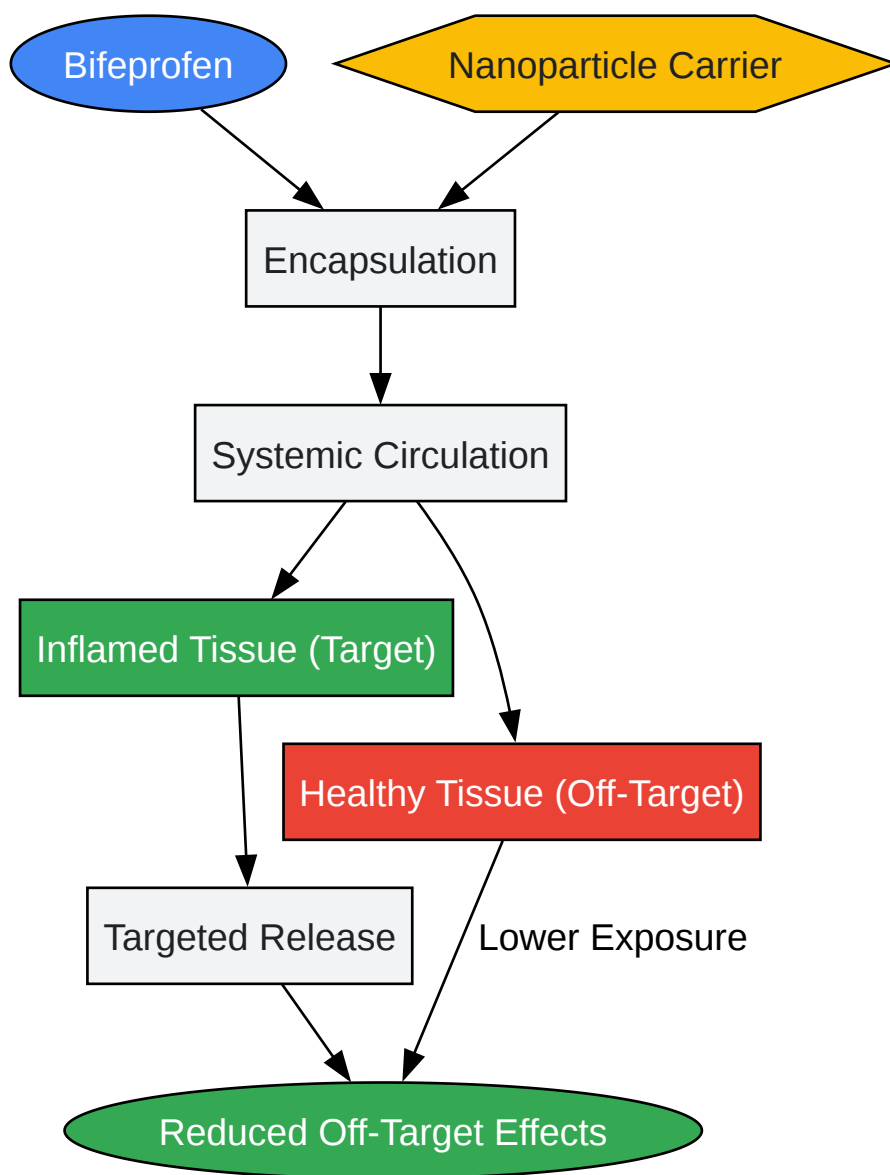 Bifeprofen
Nanoparticle Carrier
Encapsulation
Systemic Circulation
Inflamed Tissue (Target)
Healthy Tissue (Off-Target)
Targeted Release
Lower Exposure
Reduced Off-Target Effects